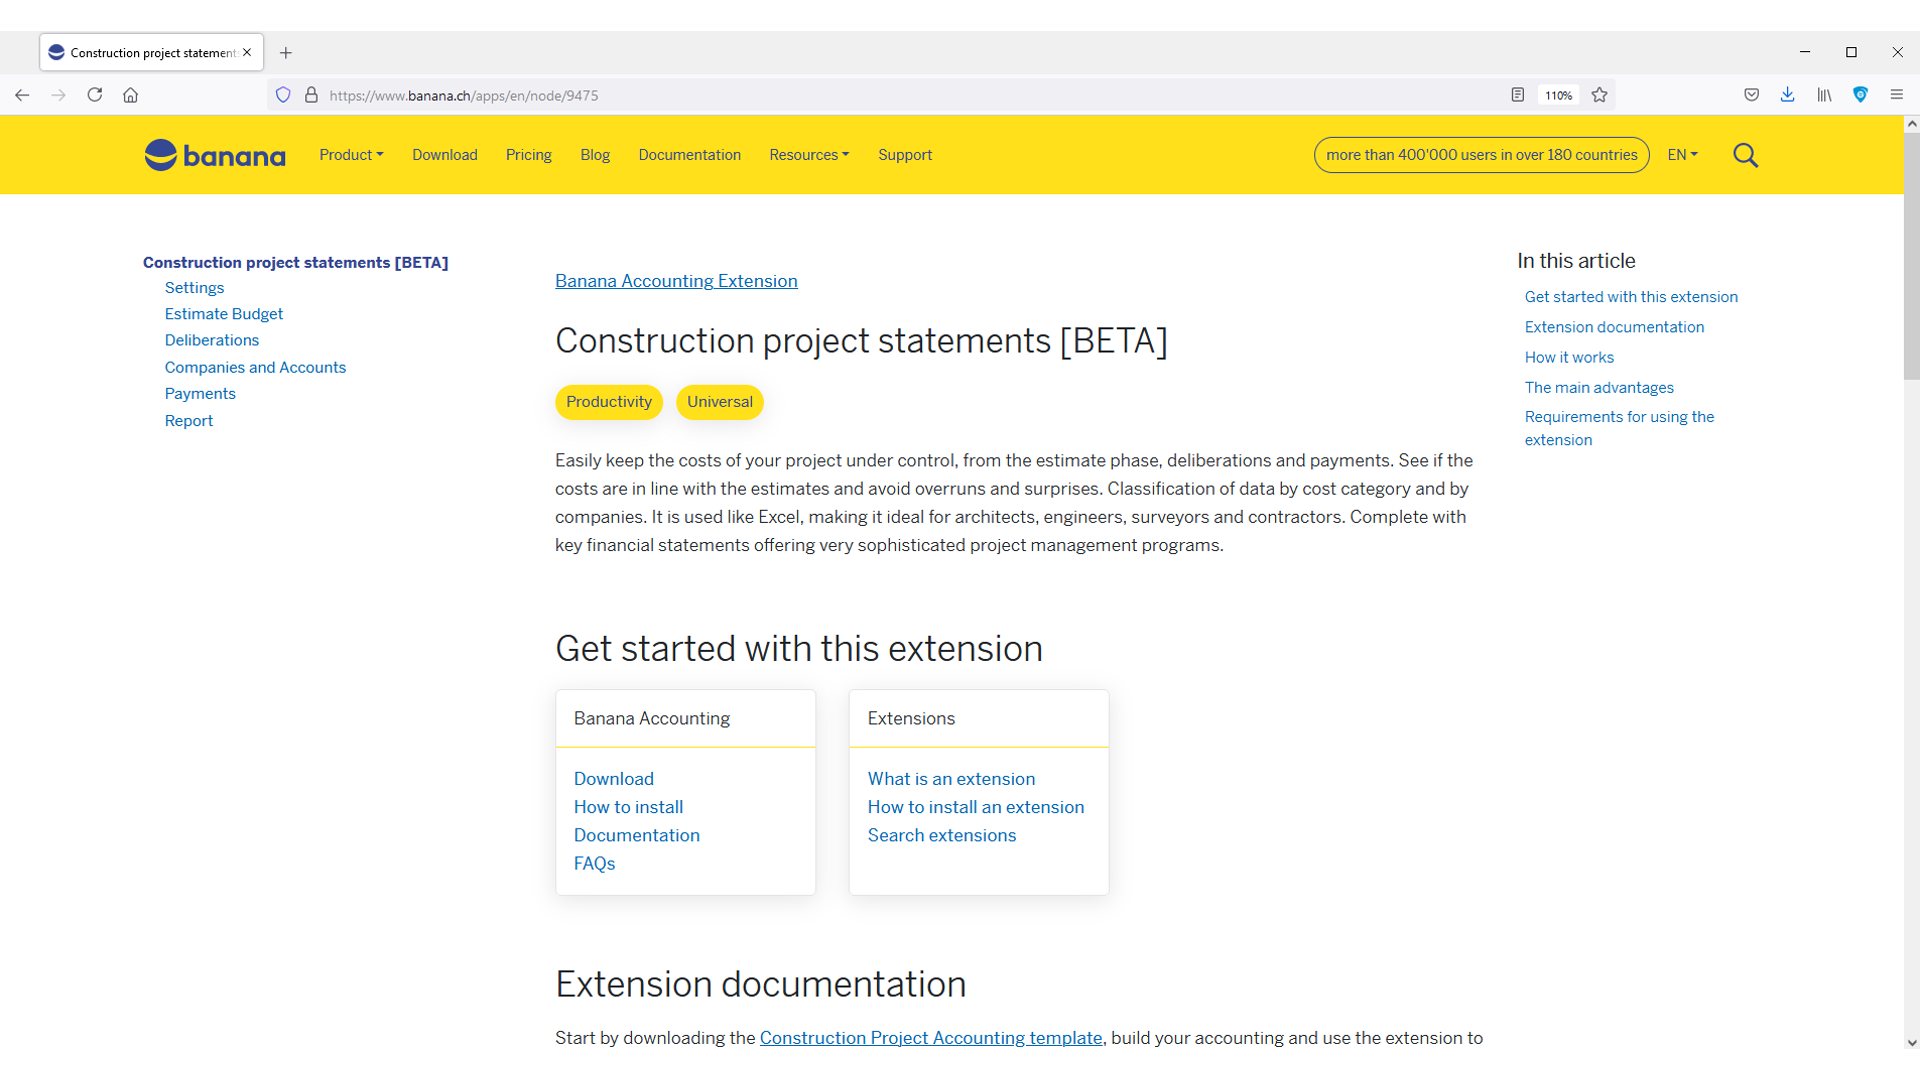 Construction project statement
https://www.banana.ch/apps/en/node/9475
110%
banana
Product
Download
Pricing
Blog
Documentation
Resources
Support
more than 400'000 users in over 180 countries
EN
Construction project statements [BETA]
Settings
Estimate Budget
Deliberations
Companies and Accounts
Payments
Report
Banana Accounting Extension
Construction project statements [BETA]
Productivity
Universal
Easily keep the costs of your project under control, from the estimate phase, deliberations and payments. See if the
costs are in line with the estimates and avoid overruns and surprises. Classification of data by cost category and by
companies. It is used like Excel, making it ideal for architects, engineers, surveyors and contractors. Complete with
key financial statements offering very sophisticated project management programs.
Get started with this extension
Banana Accounting
Download
How to install
Documentation
FAQs
Extensions
What is an extension
How to install an extension
Search extensions
Extension documentation
Start by downloading the Construction Project Accounting template, build your accounting and use the extension to
In this article
Get started with this extension
Extension documentation
How it works
The main advantages
Requirements for using the
extension